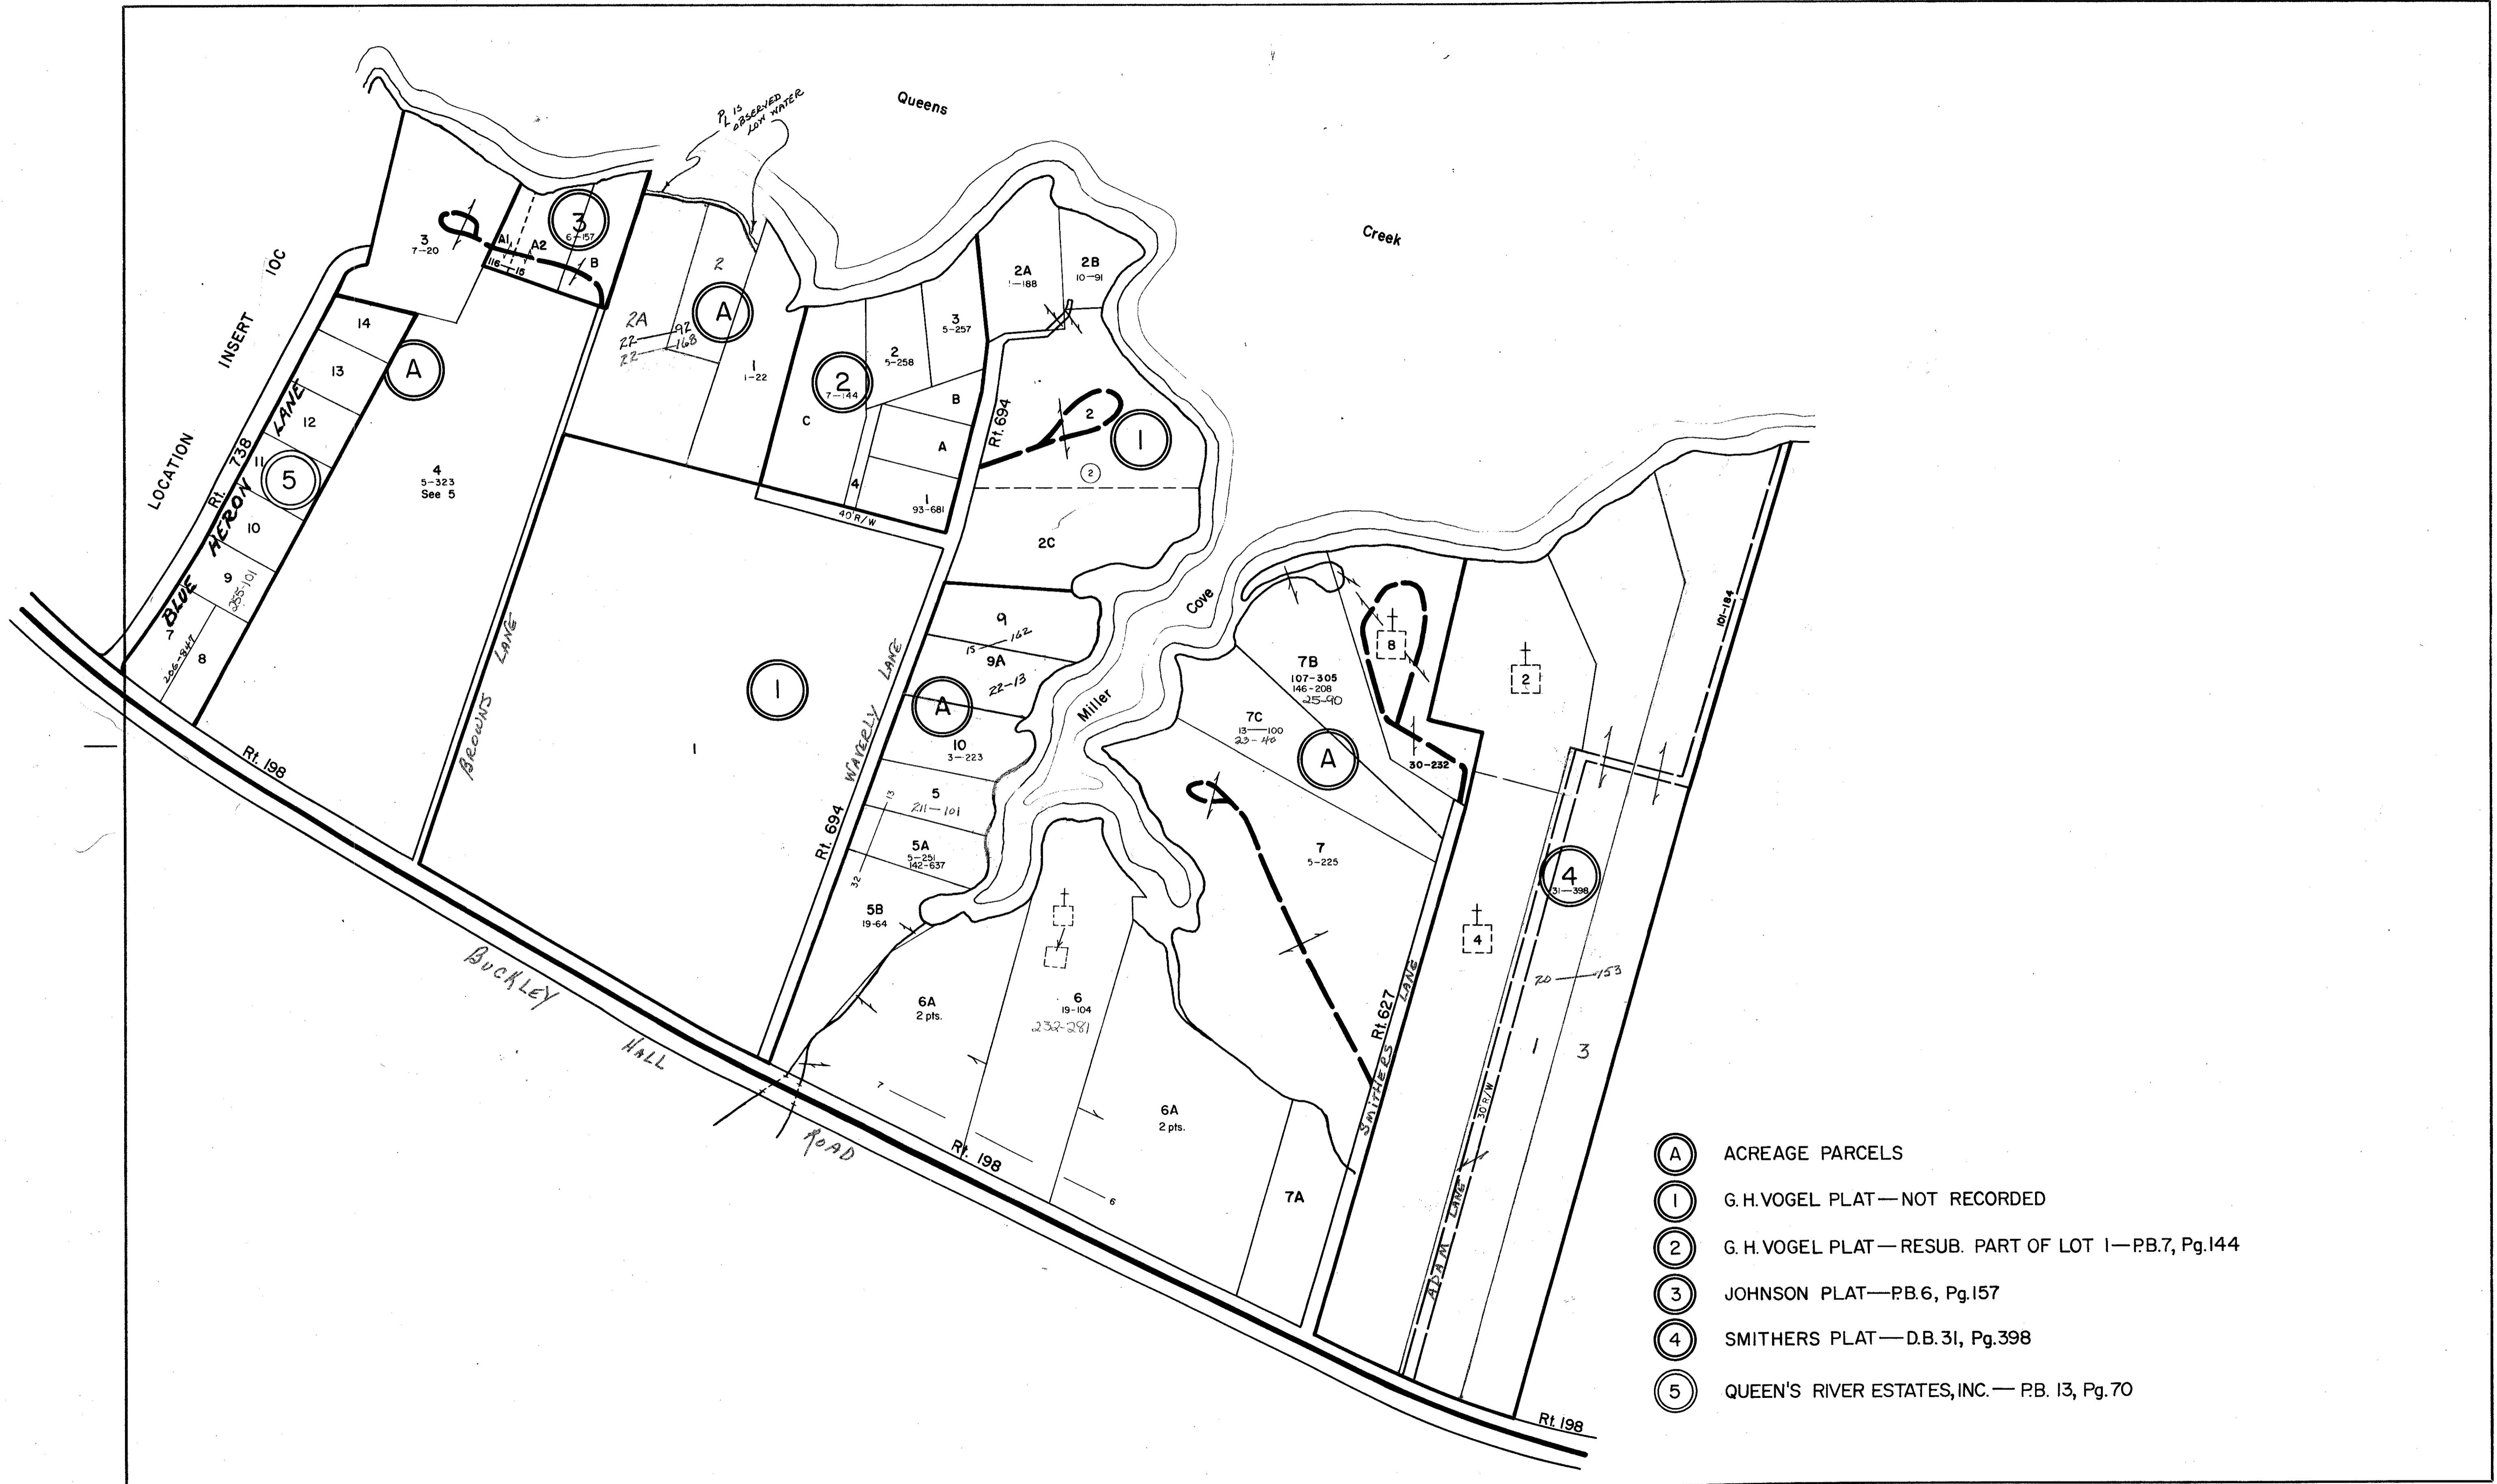 Queens
Creek
PL IS
OBSERVED
LOW WATER
LOCATION INSERT 10C
3
7-20
A1
A2
3
6-157
116-15
B
14
13
12
11
5
10
9
255-101
7
206-847
8
Rt. 738
BLUE HERON LANE
A
4
5-323
See 5
2A
22-92
22-168
2
A
1
1-22
2
7-144
C
2
5-258
3
5-257
B
A
4
1
93-681
40' R/W
2A
1-188
2B
10-91
Rt. 694
2
1
2
2C
BROWNS LANE
1
1
Rt. 694
WAVERLY LANE
9
15-162
9A
22-13
A
10
3-223
5
211-101
13
32
5A
5-251
142-637
5B
19-64
Miller Cove
7B
107-305
146-208
25-90
7C
13-100
23-40
A
8
30-232
7
5-225
2
101-184
4
31-398
4
20-153
1
3
6A
2 pts.
6
19-104
232-281
7
6
6A
2 pts.
7A
Rt. 627
SMITHERS LANE
30' R/W
ADAM LANE
Rt. 198
BUCKLEY HALL ROAD
Rt. 198
Rt. 198
A ACREAGE PARCELS
1 G. H. VOGEL PLAT—NOT RECORDED
2 G. H. VOGEL PLAT—RESUB. PART OF LOT 1—P.B.7, Pg.144
3 JOHNSON PLAT—P.B.6, Pg.157
4 SMITHERS PLAT—D.B.31, Pg.398
5 QUEEN'S RIVER ESTATES, INC.— P.B. 13, Pg.70